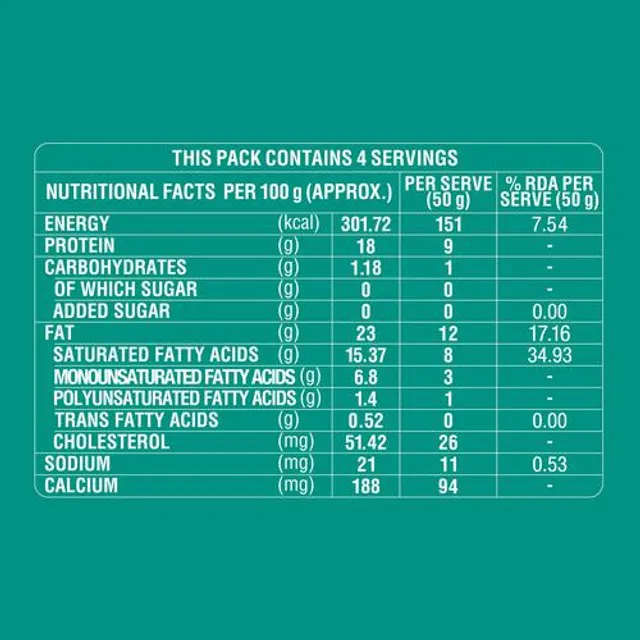 THIS PACK CONTAINS 4 SERVINGS
NUTRITIONAL FACTS PER 100 g (APPROX.) PER SERVE (50 g) % RDA PER SERVE (50 g)
ENERGY (kcal) 301.72 151 7.54
PROTEIN (g) 18 9 -
CARBOHYDRATES (g) 1.18 1 -
OF WHICH SUGAR (g) 0 0 -
ADDED SUGAR (g) 0 0 0.00
FAT (g) 23 12 17.16
SATURATED FATTY ACIDS (g) 15.37 8 34.93
MONOUNSATURATED FATTY ACIDS (g) 6.8 3 -
POLYUNSATURATED FATTY ACIDS (g) 1.4 1 -
TRANS FATTY ACIDS (g) 0.52 0 0.00
CHOLESTEROL (mg) 51.42 26 -
SODIUM (mg) 21 11 0.53
CALCIUM (mg) 188 94 -